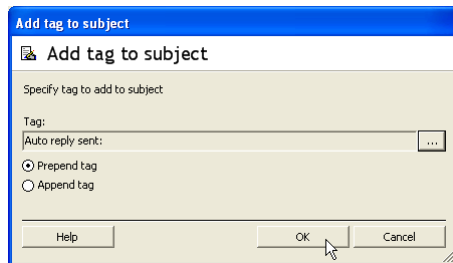 Add tag to subject
Add tag to subject
Specify tag to add to subject
Tag:
Auto reply sent:
...
Prepend tag
Append tag
Help OK Cancel